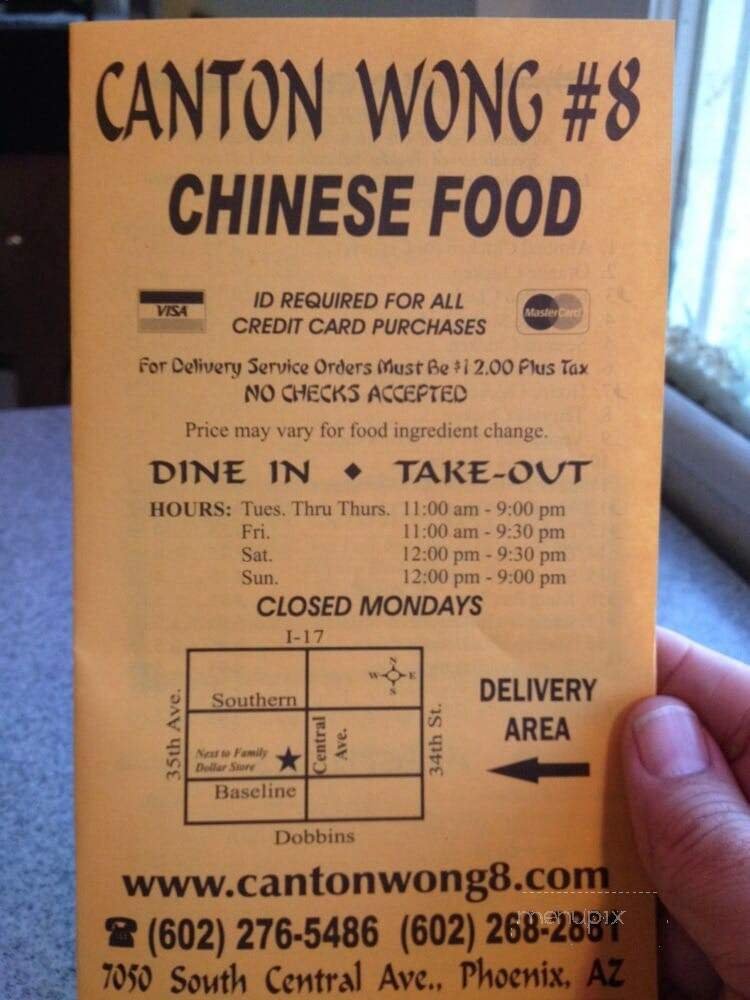 CANTON WONG #8
CHINESE FOOD
VISA
ID REQUIRED FOR ALL
CREDIT CARD PURCHASES
MasterCard
For Delivery Service Orders Must Be $12.00 Plus Tax
NO CHECKS ACCEPTED
Price may vary for food ingredient change.
DINE IN ◆ TAKE-OUT
HOURS: Tues. Thru Thurs. 11:00 am - 9:00 pm
Fri. 11:00 am - 9:30 pm
Sat. 12:00 pm - 9:30 pm
Sun. 12:00 pm - 9:00 pm
CLOSED MONDAYS
I-17
N
W E
S
Southern
35th Ave.
Central
Ave.
34th St.
Next to Family
Dollar Store
Baseline
Dobbins
DELIVERY
AREA
www.cantonwong8.com
menupix
(602) 276-5486 (602) 268-2881
7050 South Central Ave., Phoenix, AZ